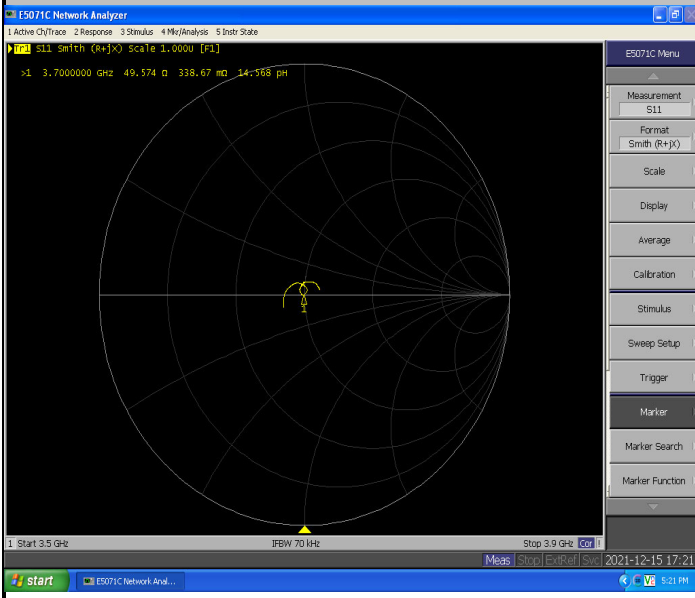 E5071C Network Analyzer
1 Active Ch/Trace 2 Response 3 Stimulus 4 Mkr/Analysis 5 Instr State
Tr1 S11 Smith (R+jX) Scale 1.000U [F1]
>1 3.7000000 GHz 49.574 Ω 338.67 mΩ 14.568 pH
1
E5071C Menu
Measurement
S11
Format
Smith (R+jX)
Scale
Display
Average
Calibration
Stimulus
Sweep Setup
Trigger
Marker
Marker Search
Marker Function
1 Start 3.5 GHz IFBW 70 kHz Stop 3.9 GHz Cor !
Meas Stop ExtRef Svc 2021-12-15 17:21
start E5071C Network Anal... 5:21 PM